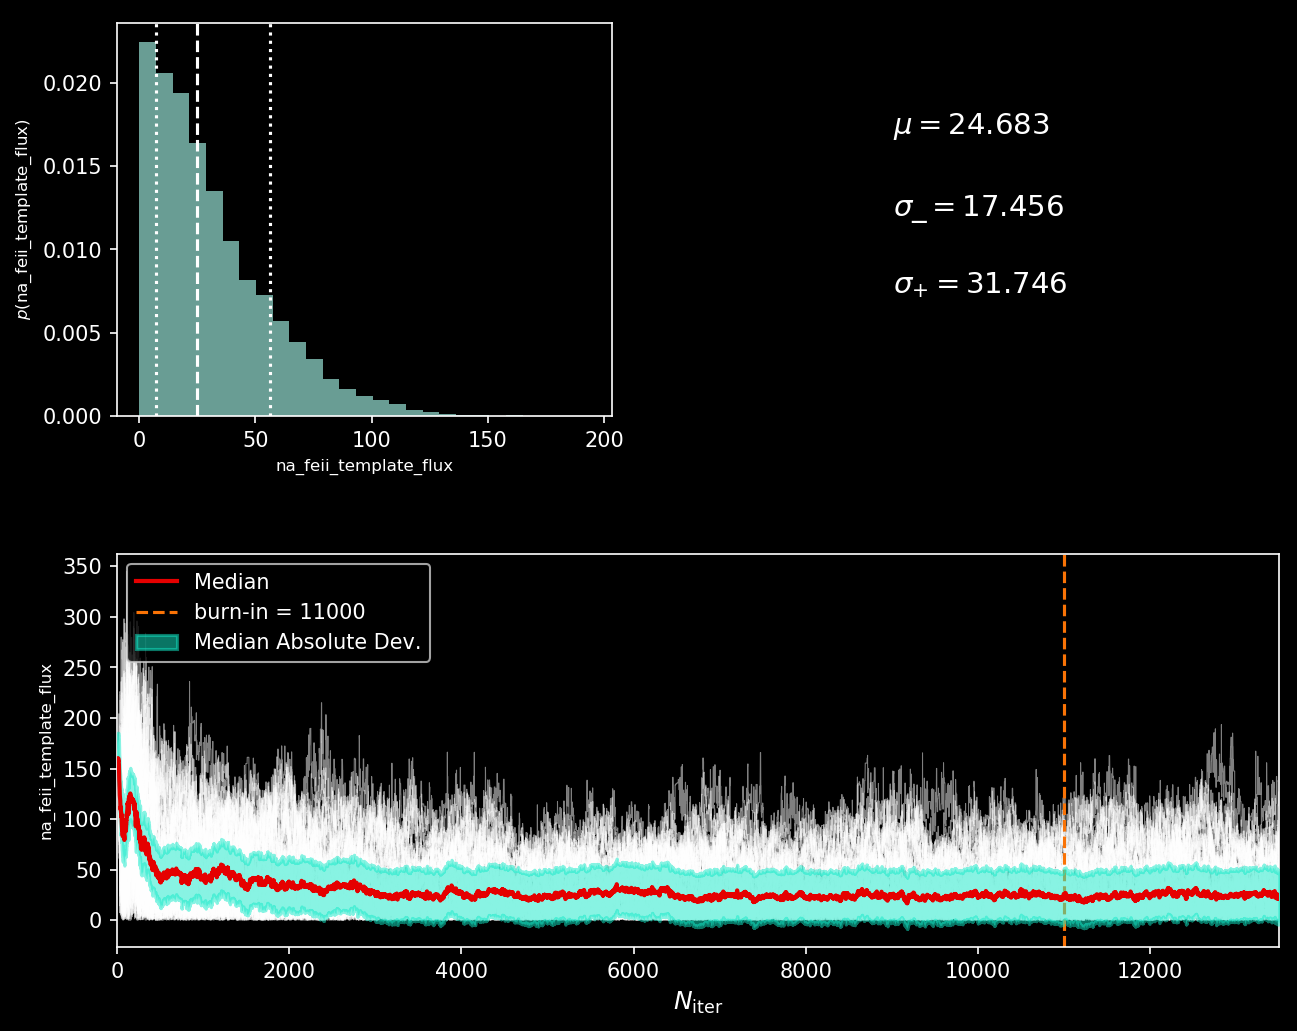 0.020
0.015
0.010
0.005
0.000
p(na_feii_template_flux)
0 50 100 150 200
na_feii_template_flux
μ = 24.683
σ_ = 17.456
σ+ = 31.746
350
300
250
200
150
100
50
0
na_feii_template_flux
Median
burn-in = 11000
Median Absolute Dev.
0 2000 4000 6000 8000 10000 12000
Niter